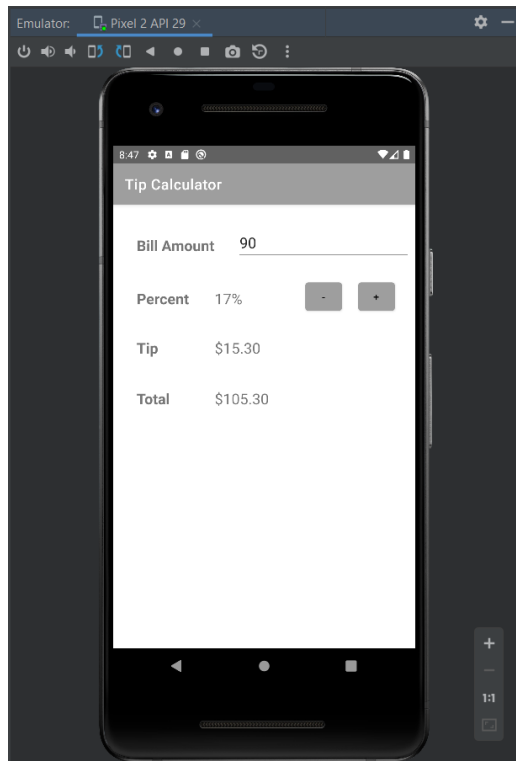 Emulator: Pixel 2 API 29
8:47
Tip Calculator
Bill Amount 90
Percent 17% - +
Tip $15.30
Total $105.30
1:1